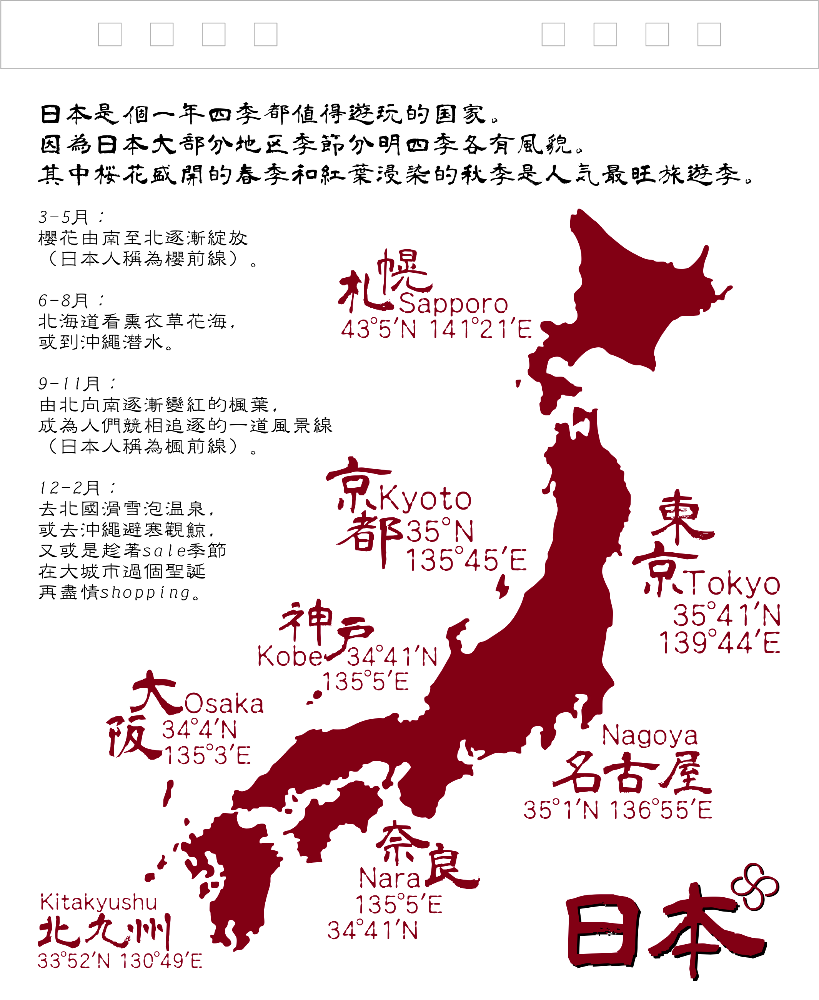 日本是個一年四季都值得遊玩的国家。
因為日本大部分地区季節分明四季各有風貌。
其中桜花盛開的春季和紅葉浸染的秋季是人気最旺旅遊季。
3-5月：
櫻花由南至北逐漸綻放
（日本人稱為櫻前線）。
6-8月：
北海道看熏衣草花海，
或到沖繩潛水。
9-11月：
由北向南逐漸變紅的楓葉，
成為人們競相追逐的一道風景線
（日本人稱為楓前線）。
12-2月：
去北國滑雪泡温泉，
或去沖繩避寒觀鯨，
又或是趁著sale季節
在大城市過個聖誕
再盡情shopping。
札幌
Sapporo
43°5′N 141°21′E
京都
Kyoto
35°N
135°45′E
東京
Tokyo
35°41′N
139°44′E
神戸
Kobe 34°41′N
135°5′E
大阪
Osaka
34°4′N
135°3′E
Nagoya
名古屋
35°1′N 136°55′E
奈良
Nara
135°5′E
34°41′N
Kitakyushu
北九州
33°52′N 130°49′E
日本